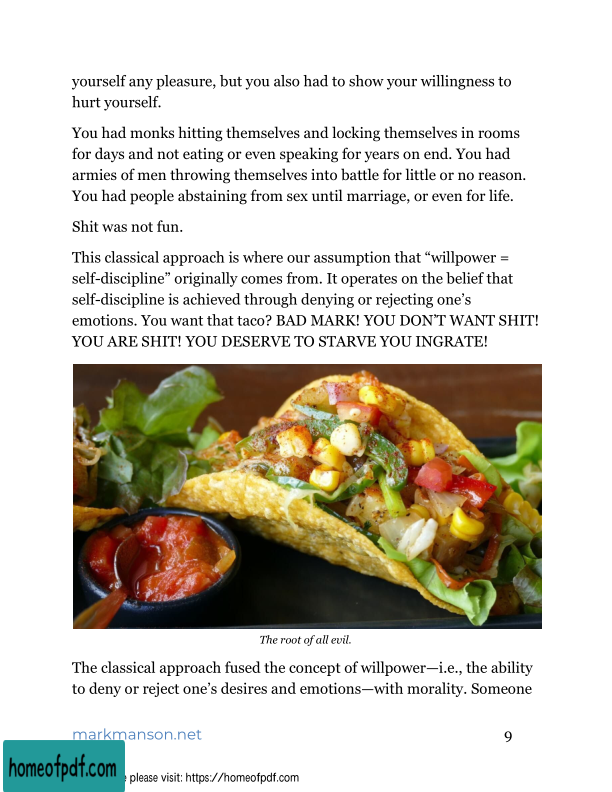 yourself any pleasure, but you also had to show your willingness to
hurt yourself.
You had monks hitting themselves and locking themselves in rooms
for days and not eating or even speaking for years on end. You had
armies of men throwing themselves into battle for little or no reason.
You had people abstaining from sex until marriage, or even for life.
Shit was not fun.
This classical approach is where our assumption that “willpower =
self-discipline” originally comes from. It operates on the belief that
self-discipline is achieved through denying or rejecting one’s
emotions. You want that taco? BAD MARK! YOU DON’T WANT SHIT!
YOU ARE SHIT! YOU DESERVE TO STARVE YOU INGRATE!
The root of all evil.
The classical approach fused the concept of willpower—i.e., the ability
to deny or reject one’s desires and emotions—with morality. Someone
markmanson.net 9
homeofpdf.com
please visit: https://homeofpdf.com